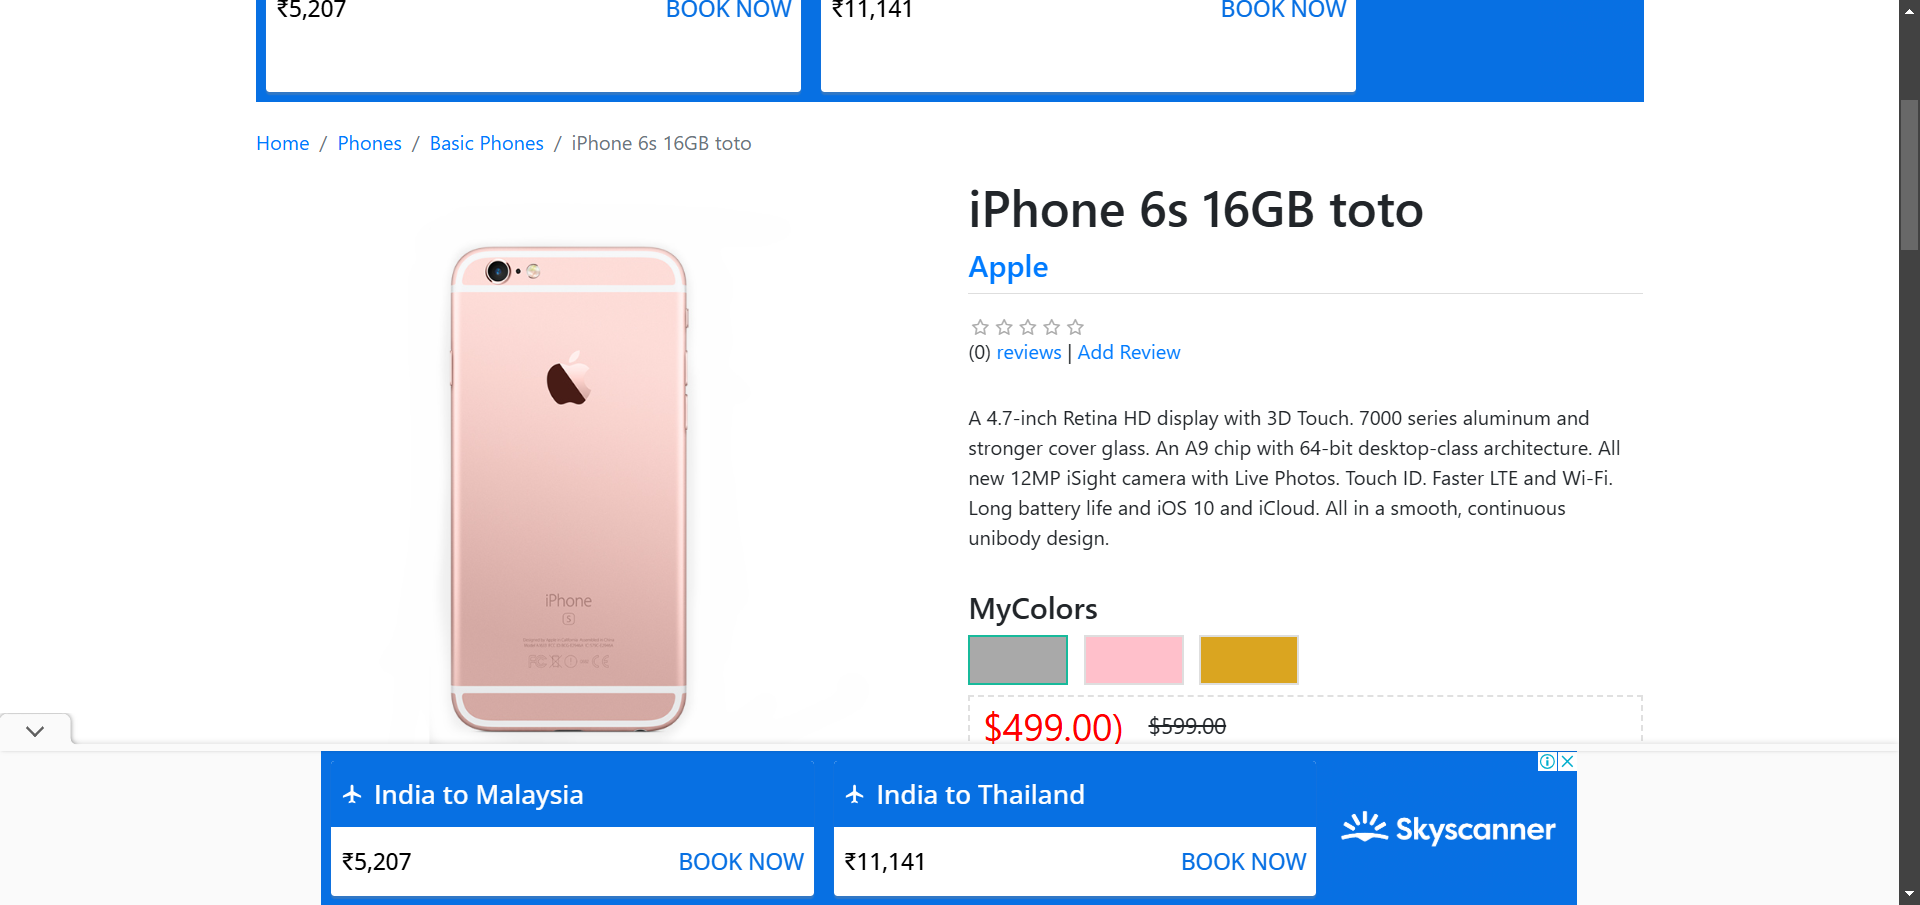 ₹5,207 BOOK NOW ₹11,141 BOOK NOW
Home / Phones / Basic Phones / iPhone 6s 16GB toto
iPhone 6s 16GB toto
Apple
(0) reviews | Add Review
A 4.7-inch Retina HD display with 3D Touch. 7000 series aluminum and
stronger cover glass. An A9 chip with 64-bit desktop-class architecture. All
new 12MP iSight camera with Live Photos. Touch ID. Faster LTE and Wi-Fi.
Long battery life and iOS 10 and iCloud. All in a smooth, continuous
unibody design.
iPhone
S
MyColors
$499.00) $599.00
India to Malaysia
₹5,207 BOOK NOW
India to Thailand
₹11,141 BOOK NOW
Skyscanner